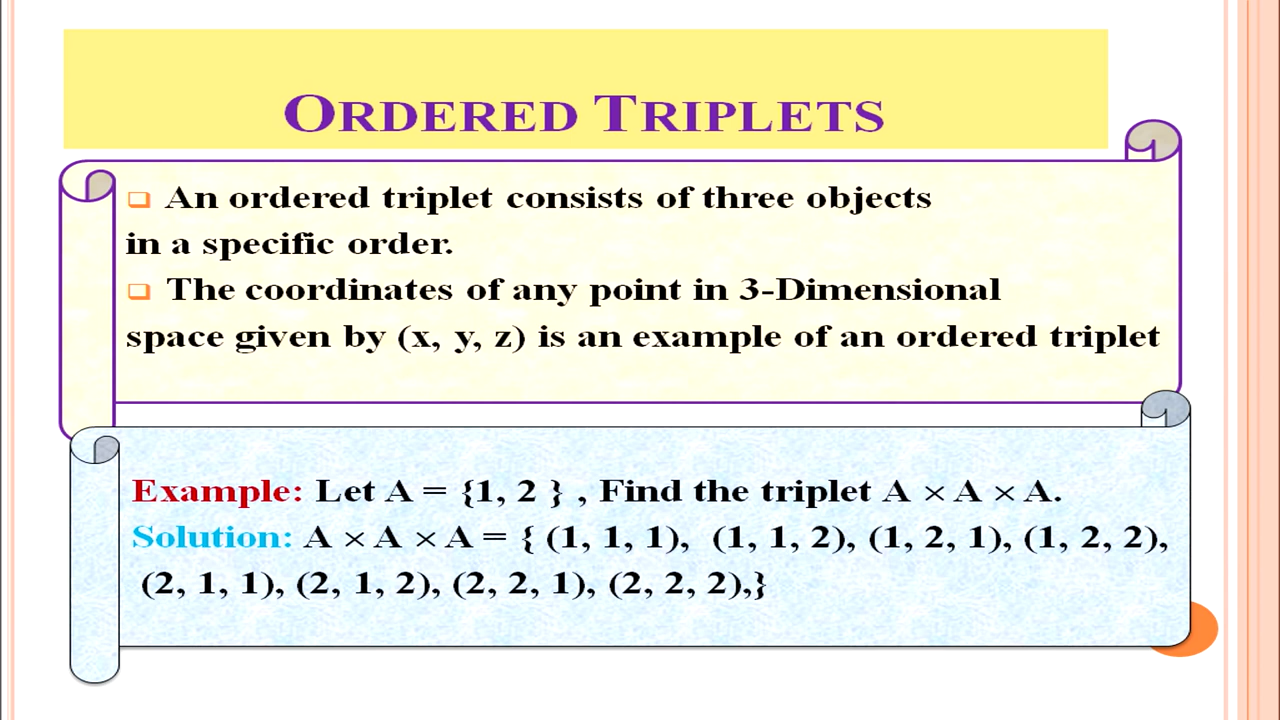 ORDERED TRIPLETS
An ordered triplet consists of three objects
in a specific order.
The coordinates of any point in 3-Dimensional
space given by (x, y, z) is an example of an ordered triplet
Example: Let A = {1, 2 } , Find the triplet A × A × A.
Solution: A × A × A = { (1, 1, 1), (1, 1, 2), (1, 2, 1), (1, 2, 2),
(2, 1, 1), (2, 1, 2), (2, 2, 1), (2, 2, 2),}